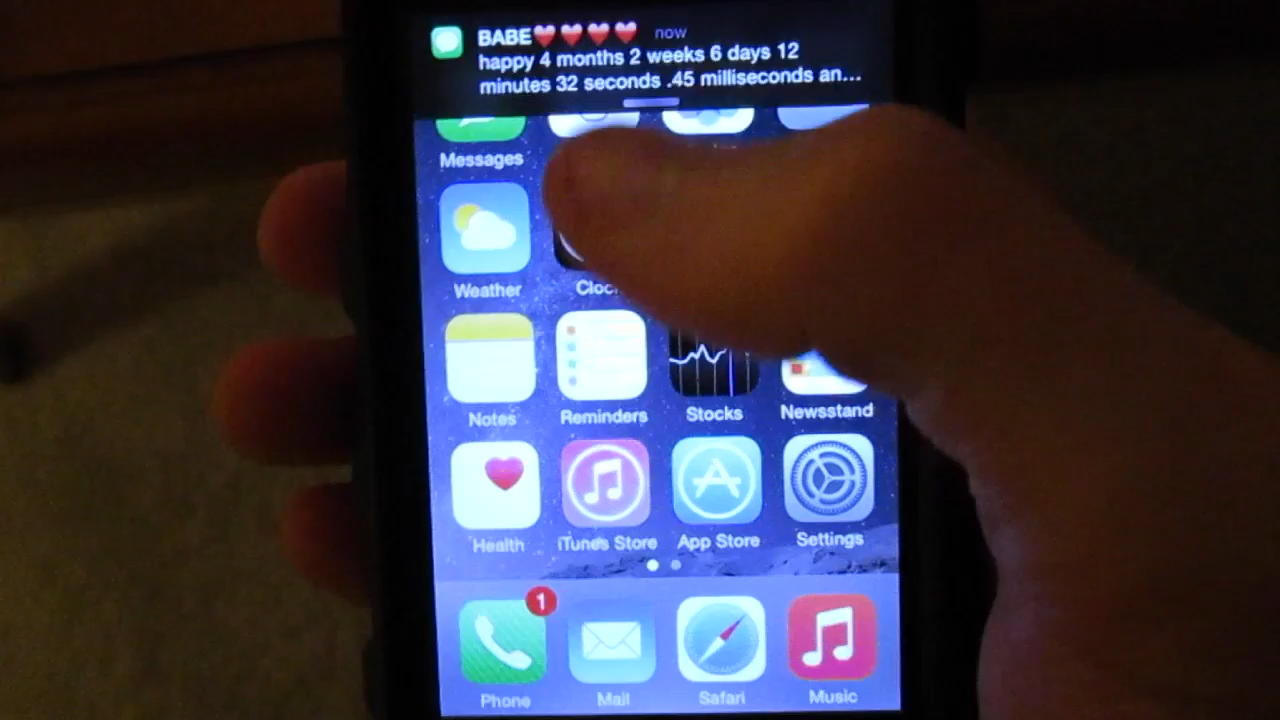 BABE❤️❤️❤️❤️ now
happy 4 months 2 weeks 6 days 12
minutes 32 seconds .45 milliseconds an...
Messages
Weather
Notes Reminders Stocks Newsstand
Health iTunes Store App Store Settings
1
Phone Mail Safari Music